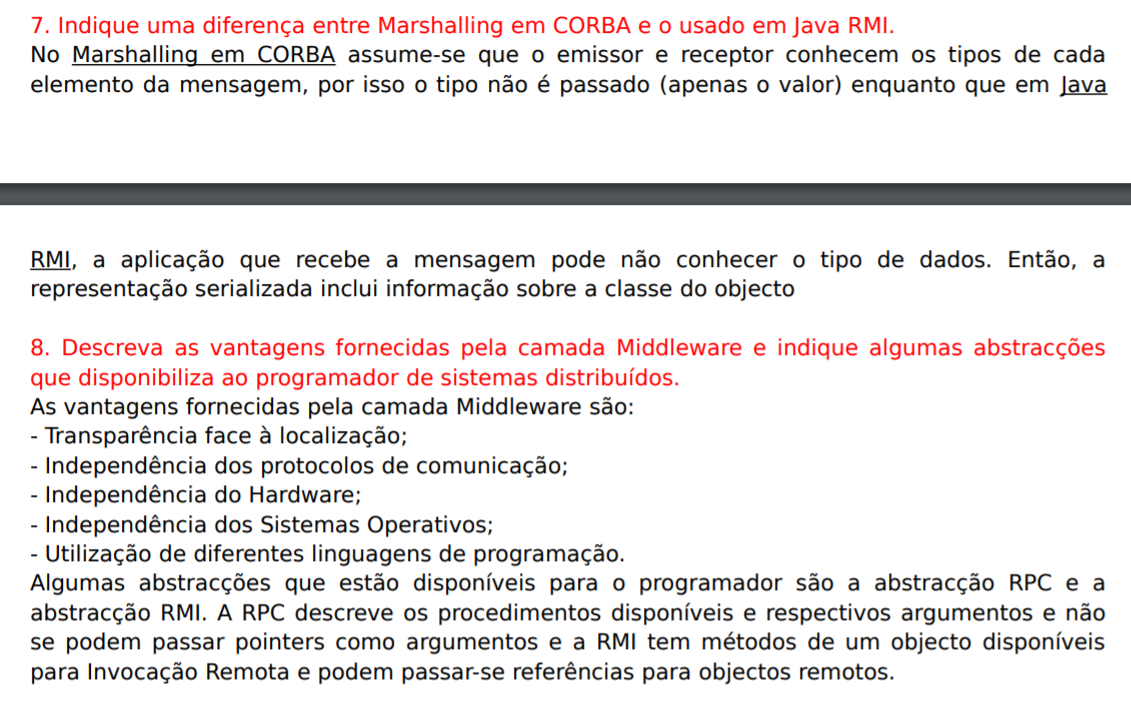 7. Indique uma diferença entre Marshalling em CORBA e o usado em Java RMI.
No Marshalling em CORBA assume-se que o emissor e receptor conhecem os tipos de cada
elemento da mensagem, por isso o tipo não é passado (apenas o valor) enquanto que em Java
RMI, a aplicação que recebe a mensagem pode não conhecer o tipo de dados. Então, a
representação serializada inclui informação sobre a classe do objecto
8. Descreva as vantagens fornecidas pela camada Middleware e indique algumas abstracções
que disponibiliza ao programador de sistemas distribuídos.
As vantagens fornecidas pela camada Middleware são:
- Transparência face à localização;
- Independência dos protocolos de comunicação;
- Independência do Hardware;
- Independência dos Sistemas Operativos;
- Utilização de diferentes linguagens de programação.
Algumas abstracções que estão disponíveis para o programador são a abstracção RPC e a
abstracção RMI. A RPC descreve os procedimentos disponíveis e respectivos argumentos e não
se podem passar pointers como argumentos e a RMI tem métodos de um objecto disponíveis
para Invocação Remota e podem passar-se referências para objectos remotos.